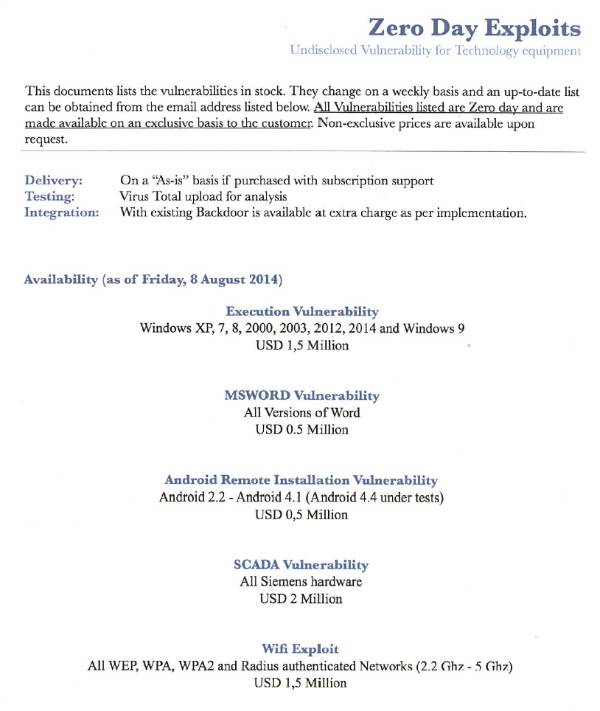 Zero Day Exploits
Undisclosed Vulnerability for Technology equipment
This documents lists the vulnerabilities in stock. They change on a weekly basis and an up-to-date list
can be obtained from the email address listed below. All Vulnerabilities listed are Zero day and are
made available on an exclusive basis to the customer. Non-exclusive prices are available upon
request.
Delivery: On a "As-is" basis if purchased with subscription support
Testing: Virus Total upload for analysis
Integration: With existing Backdoor is available at extra charge as per implementation.
Availability (as of Friday, 8 August 2014)
Execution Vulnerability
Windows XP, 7, 8, 2000, 2003, 2012, 2014 and Windows 9
USD 1,5 Million
MSWORD Vulnerability
All Versions of Word
USD 0.5 Million
Android Remote Installation Vulnerability
Android 2.2 - Android 4.1 (Android 4.4 under tests)
USD 0,5 Million
SCADA Vulnerability
All Siemens hardware
USD 2 Million
Wifi Exploit
All WEP, WPA, WPA2 and Radius authenticated Networks (2.2 Ghz - 5 Ghz)
USD 1,5 Million